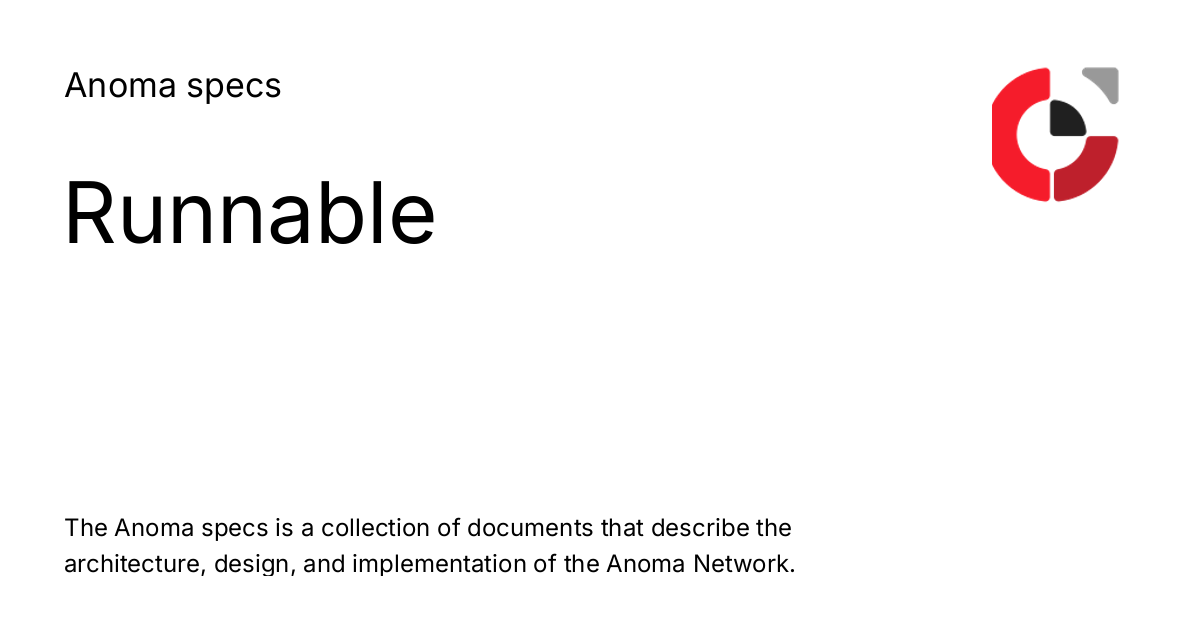 Anoma specs
Runnable
The Anoma specs is a collection of documents that describe the
architecture, design, and implementation of the Anoma Network.